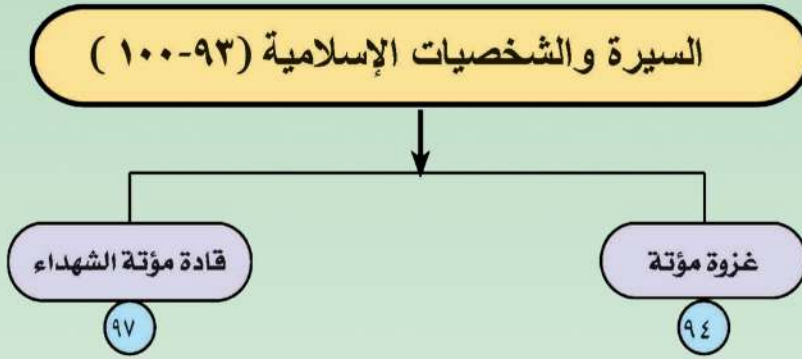 السيرة والشخصيات الإسلامية (٩٣-١٠٠ )
غزوة مؤتة
٩٤
قادة مؤتة الشهداء
٩٧